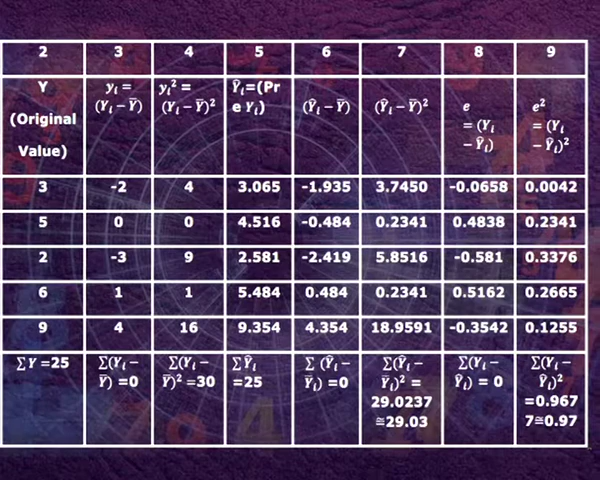 2 3 4 5 6 7 8 9
Y
(Original
Value)
yᵢ =
(Yᵢ − Ȳ)
yᵢ² =
(Yᵢ − Ȳ)²
Ŷᵢ=(Pr
e Yᵢ)
(Ŷᵢ − Ȳ)
(Ŷᵢ − Ȳ)²
e
= (Yᵢ
− Ŷᵢ)
e²
= (Yᵢ
− Ŷᵢ)²
3 -2 4 3.065 -1.935 3.7450 -0.0658 0.0042
5 0 0 4.516 -0.484 0.2341 0.4838 0.2341
2 -3 9 2.581 -2.419 5.8516 -0.581 0.3376
6 1 1 5.484 0.484 0.2341 0.5162 0.2665
9 4 16 9.354 4.354 18.9591 -0.3542 0.1255
∑Y =25
∑(Yᵢ −
Ȳ) =0
∑(Yᵢ −
Ȳ)² =30
∑Ŷᵢ
=25
∑ (Ŷᵢ −
Ȳᵢ) =0
∑(Ŷᵢ −
Ȳᵢ)² =
29.0237
≅29.03
∑(Yᵢ −
Ŷᵢ) = 0
∑(Yᵢ −
Ŷᵢ)²
=0.967
7≅0.97